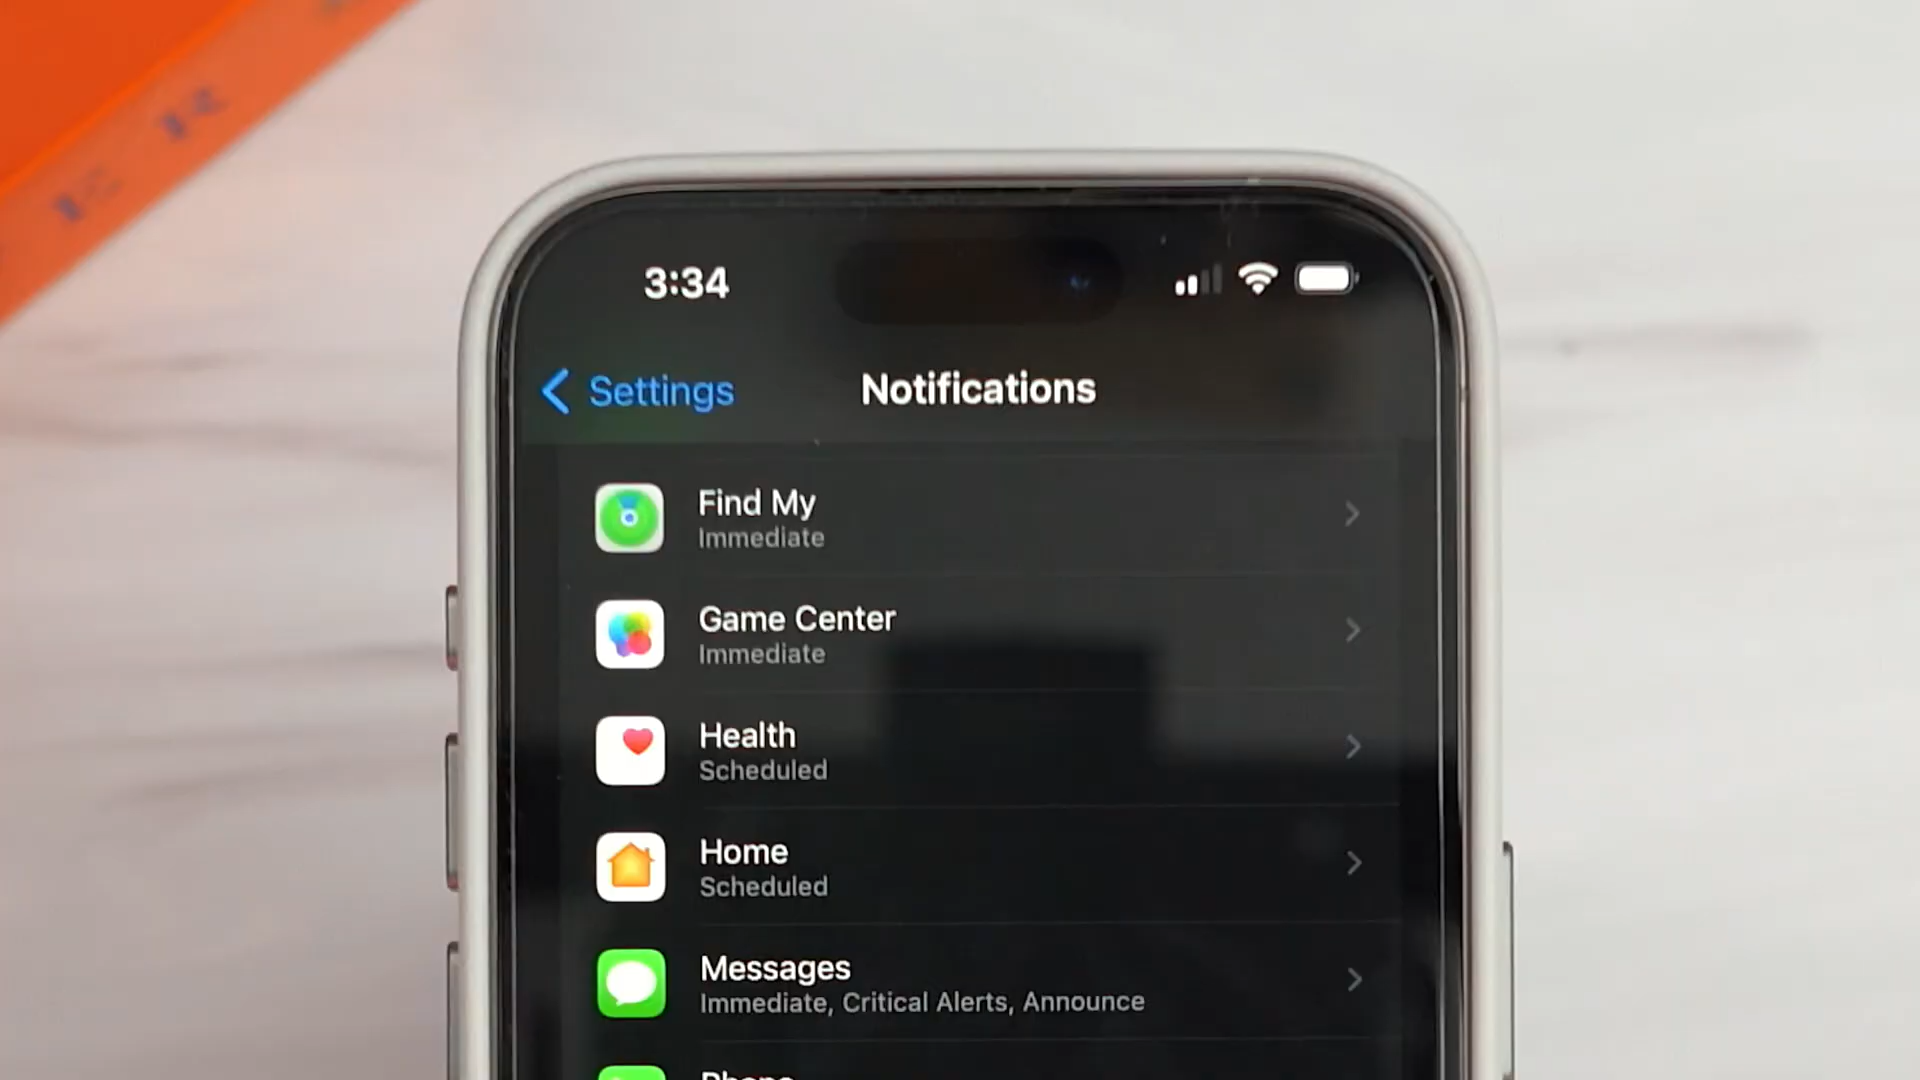 3:34
Settings
Notifications
Find My
Immediate
Game Center
Immediate
Health
Scheduled
Home
Scheduled
Messages
Immediate, Critical Alerts, Announce
Phone